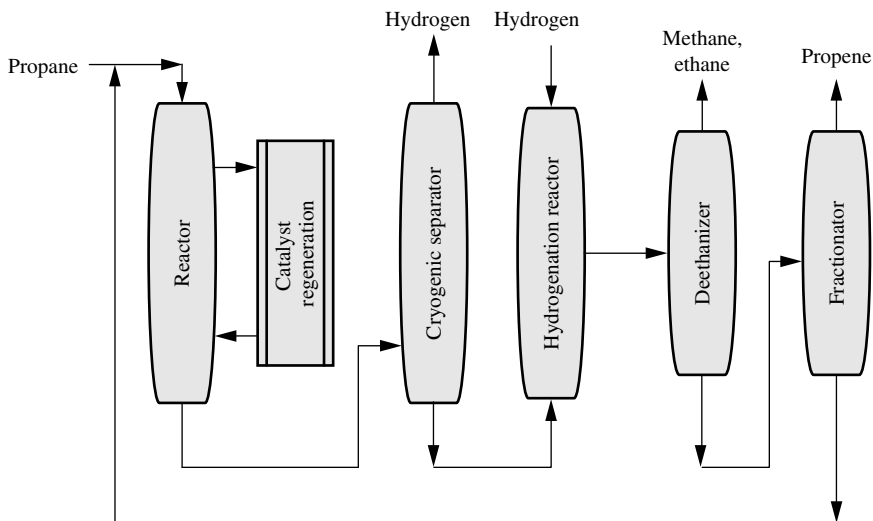 Hydrogen
Hydrogen
Methane,
ethane
Propene
Propane
Reactor
Catalyst
regeneration
Cryogenic separator
Hydrogenation reactor
Deethanizer
Fractionator